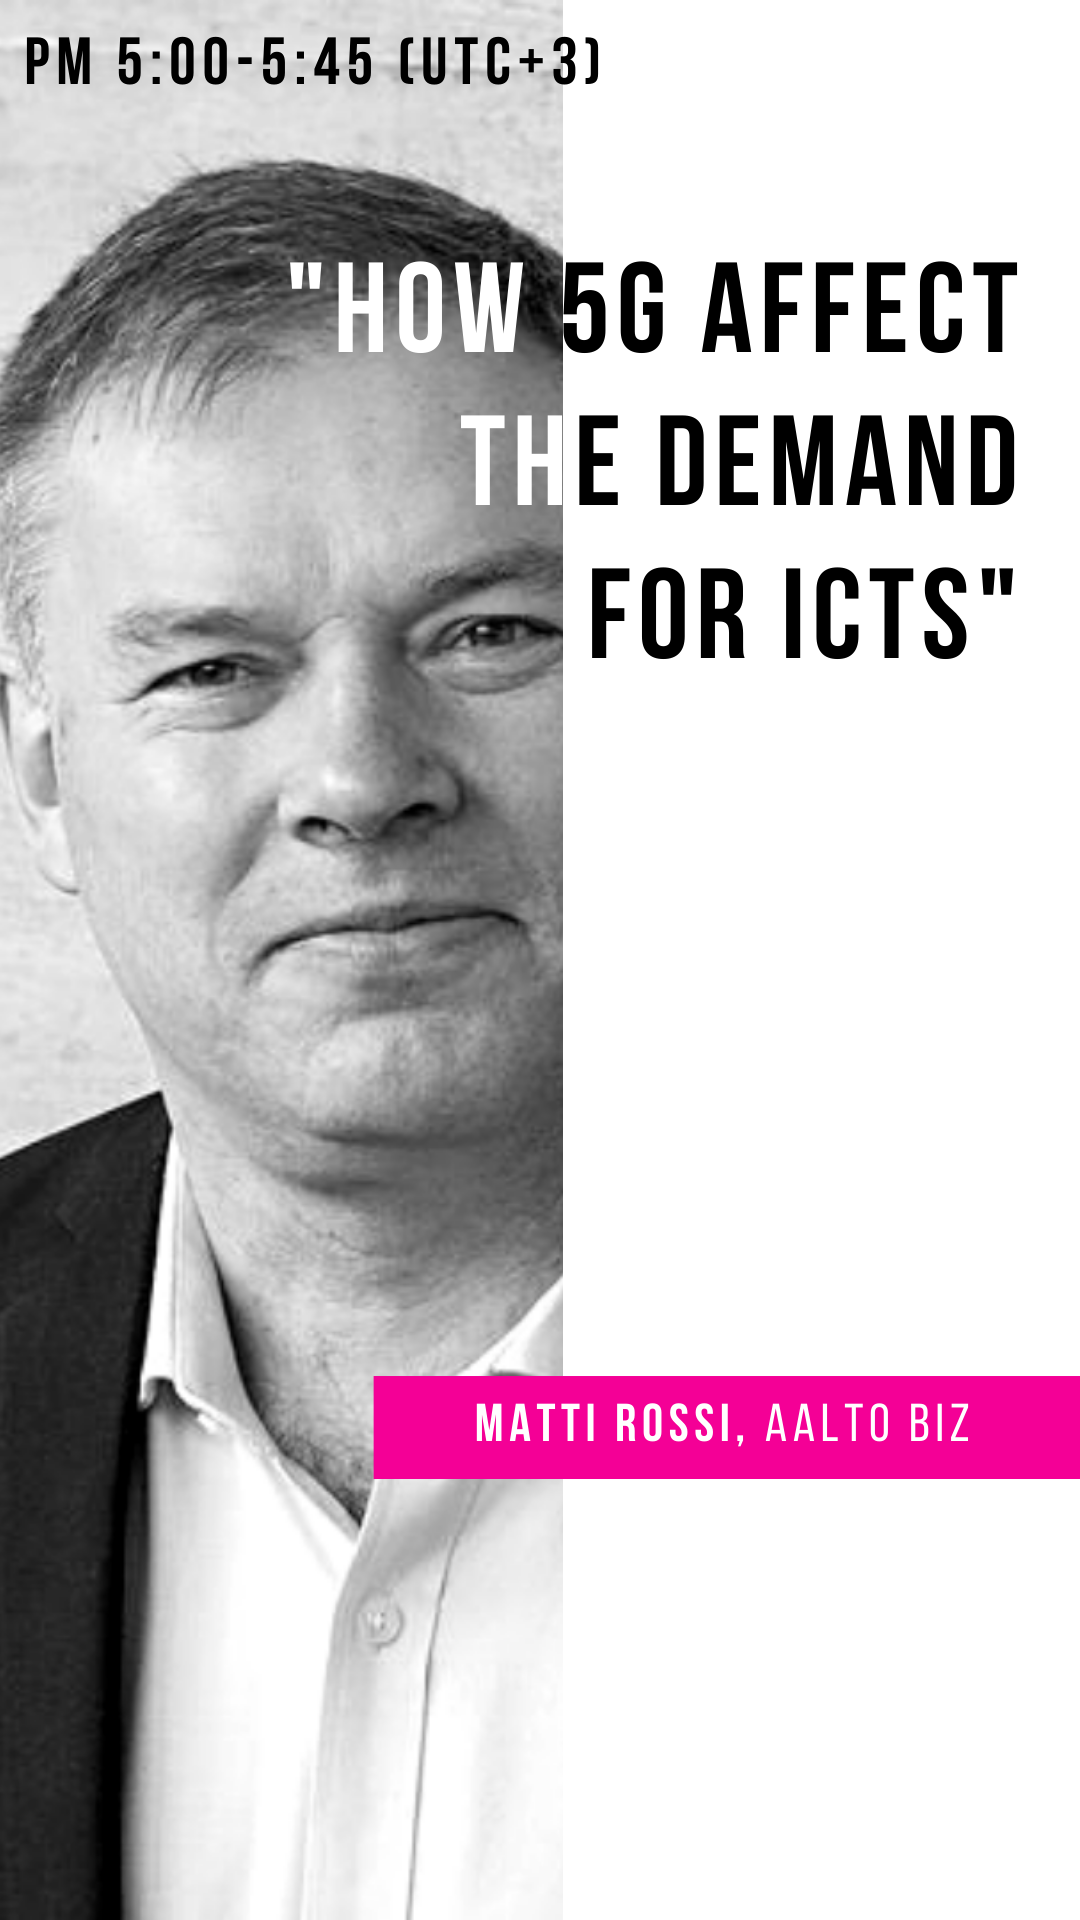 PM 5:00-5:45 (UTC+3)
"HOW 5G AFFECT
THE DEMAND
FOR ICTS"
MATTI ROSSI, AALTO BIZ